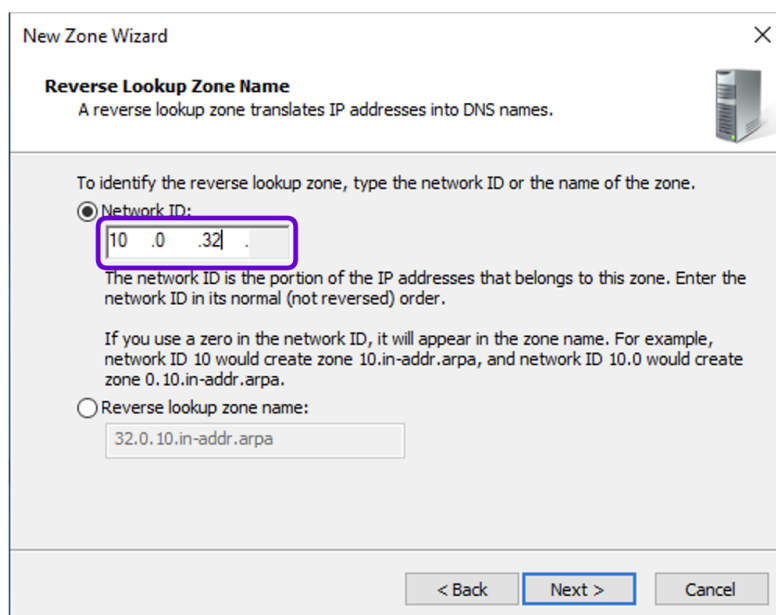 New Zone Wizard
Reverse Lookup Zone Name
A reverse lookup zone translates IP addresses into DNS names.
To identify the reverse lookup zone, type the network ID or the name of the zone.
Network ID:
10 .0 .32 .
The network ID is the portion of the IP addresses that belongs to this zone. Enter the
network ID in its normal (not reversed) order.
If you use a zero in the network ID, it will appear in the zone name. For example,
network ID 10 would create zone 10.in-addr.arpa, and network ID 10.0 would create
zone 0.10.in-addr.arpa.
Reverse lookup zone name:
32.0.10.in-addr.arpa
< Back Next > Cancel